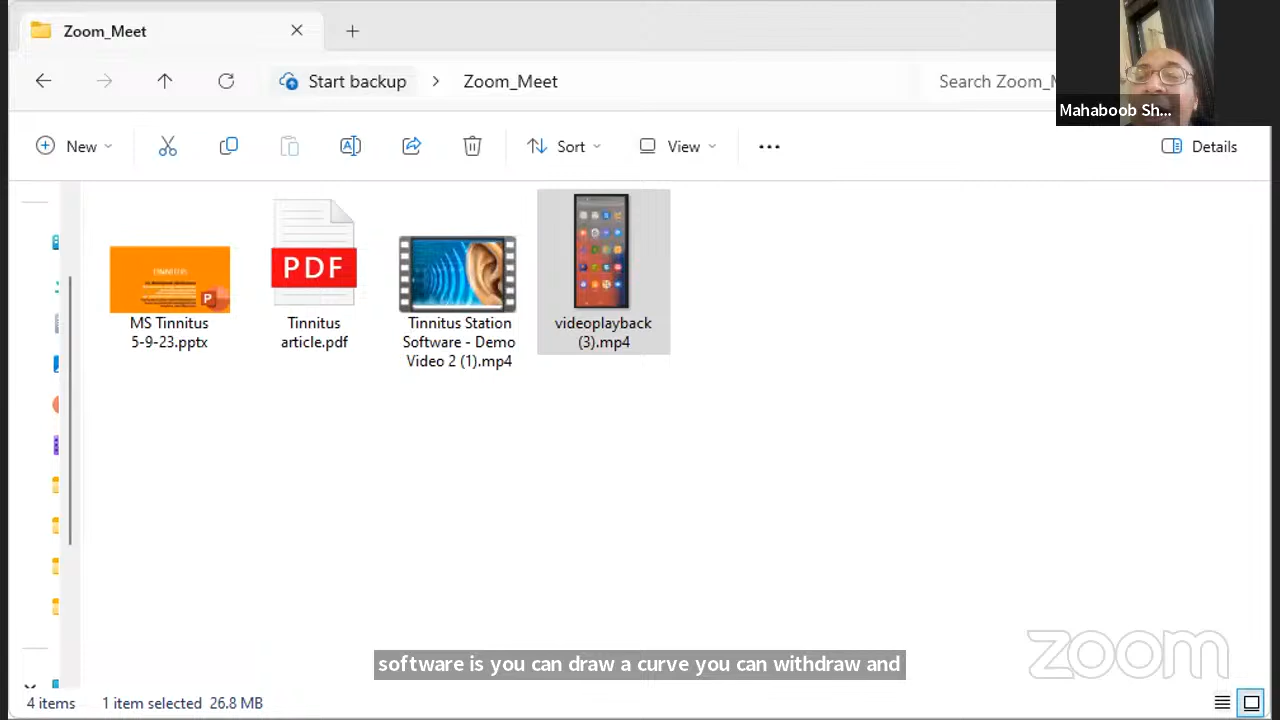 Zoom_Meet
Start backup
Zoom_Meet
Search Zoom_M
Mahaboob Sh...
New
Sort
View
Details
TINNITUS
P
PDF
MS Tinnitus
5-9-23.pptx
Tinnitus
article.pdf
Tinnitus Station
Software - Demo
Video 2 (1).mp4
videoplayback
(3).mp4
software is you can draw a curve you can withdraw and
zoom
4 items
1 item selected 26.8 MB